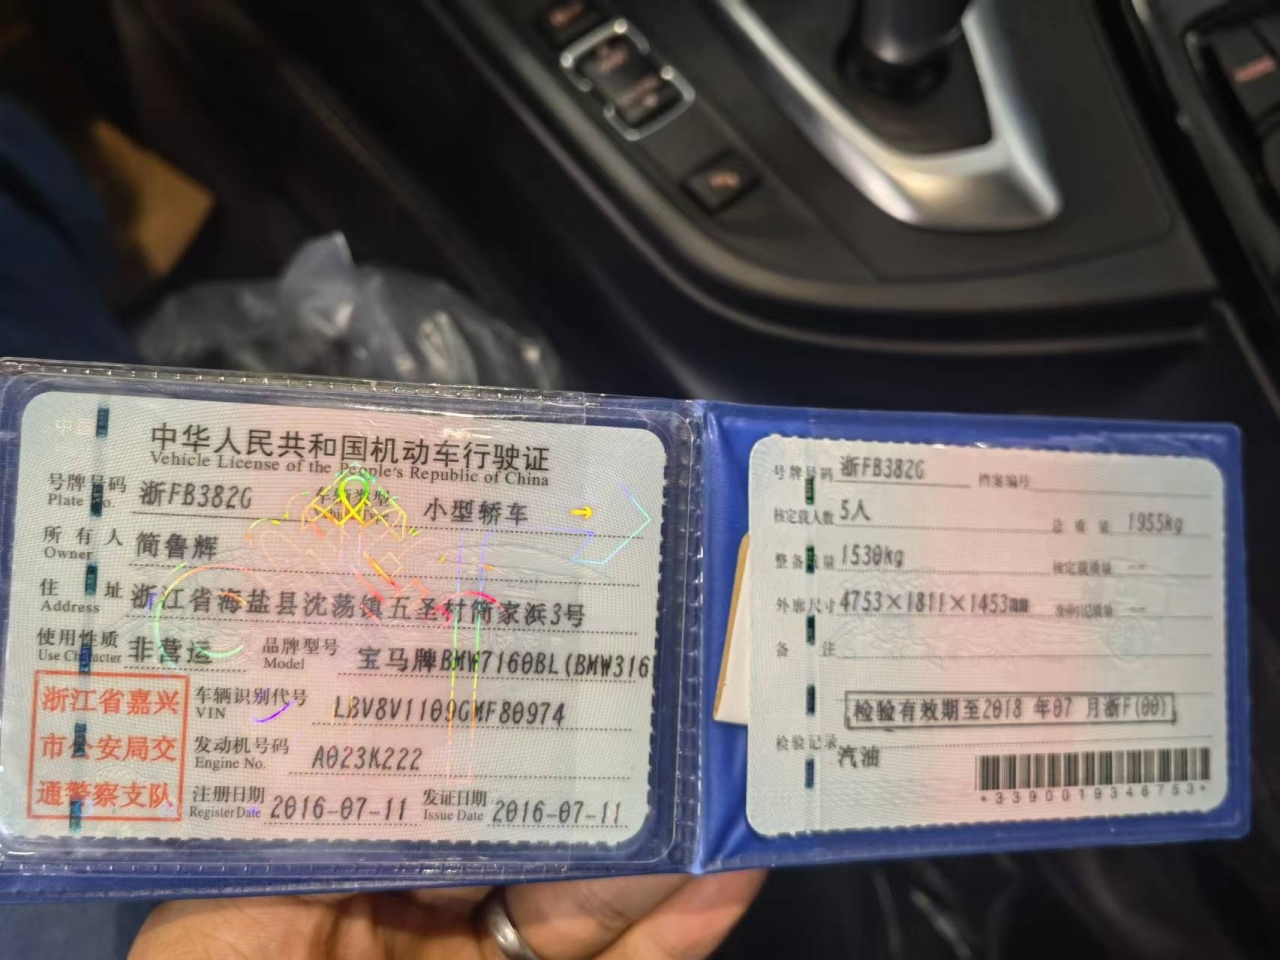 中华人民共和国机动车行驶证
Vehicle License of the People's Republic of China
号牌号码 浙FB382G 车辆类型 小型轿车
Plate No.
所有人 简鲁辉
Owner
住址 浙江省海盐县沈荡镇五圣村简家浜3号
Address
使用性质 非营运 品牌型号 宝马牌BMW7160BL(BMW316
Use Character Model
浙江省嘉兴
市公安局交
通警察支队
车辆识别代号 LBV8V1109GMF80974
VIN
发动机号码 A023K222
Engine No.
注册日期 2016-07-11 发证日期 2016-07-11
Register Date Issue Date
号牌号码 浙FB382G 档案编号
核定载人数 5人 总质量 1955kg
整备质量 1530kg 核定载质量 --
外廓尺寸 4753×1811×1453mm --
备注
检验有效期至2018年07月浙F(00)
检验记录
汽油
*3390019346753*